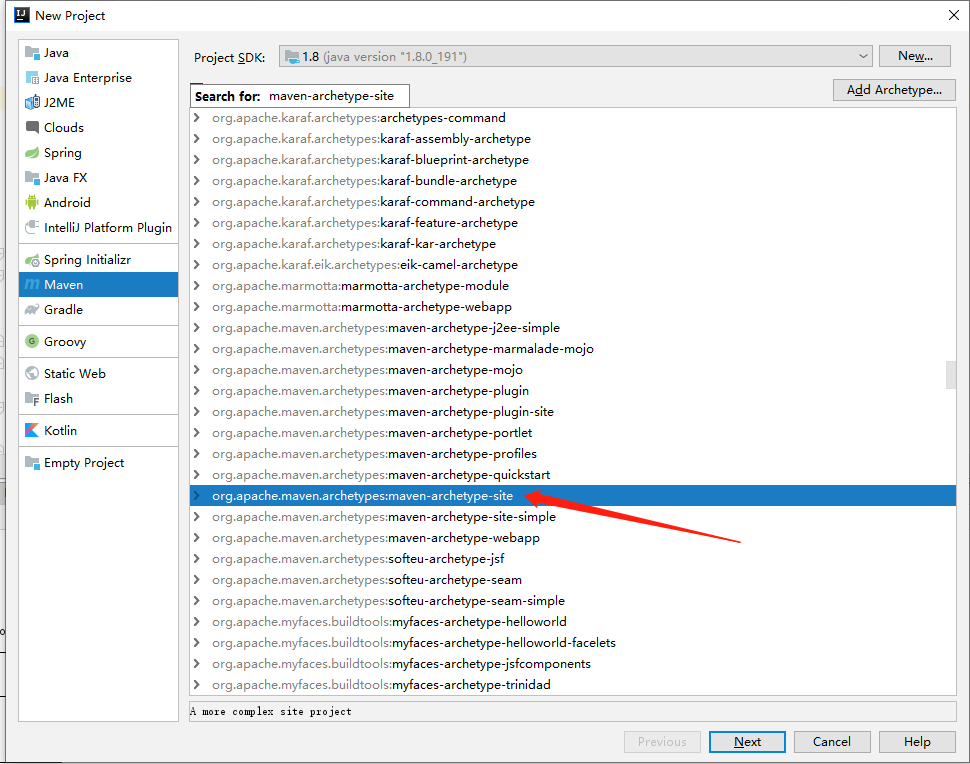 New Project
Java
Java Enterprise
J2ME
Clouds
Spring
Java FX
Android
IntelliJ Platform Plugin
Spring Initializr
Maven
Gradle
Groovy
Static Web
Flash
Kotlin
Empty Project
Project SDK: 1.8 (java version "1.8.0_191") New...
Search for: maven-archetype-site Add Archetype...
org.apache.karaf.archetypes:archetypes-command
org.apache.karaf.archetypes:karaf-assembly-archetype
org.apache.karaf.archetypes:karaf-blueprint-archetype
org.apache.karaf.archetypes:karaf-bundle-archetype
org.apache.karaf.archetypes:karaf-command-archetype
org.apache.karaf.archetypes:karaf-feature-archetype
org.apache.karaf.archetypes:karaf-kar-archetype
org.apache.karaf.eik.archetypes:eik-camel-archetype
org.apache.marmotta:marmotta-archetype-module
org.apache.marmotta:marmotta-archetype-webapp
org.apache.maven.archetypes:maven-archetype-j2ee-simple
org.apache.maven.archetypes:maven-archetype-marmalade-mojo
org.apache.maven.archetypes:maven-archetype-mojo
org.apache.maven.archetypes:maven-archetype-plugin
org.apache.maven.archetypes:maven-archetype-plugin-site
org.apache.maven.archetypes:maven-archetype-portlet
org.apache.maven.archetypes:maven-archetype-profiles
org.apache.maven.archetypes:maven-archetype-quickstart
org.apache.maven.archetypes:maven-archetype-site
org.apache.maven.archetypes:maven-archetype-site-simple
org.apache.maven.archetypes:maven-archetype-webapp
org.apache.maven.archetypes:softeu-archetype-jsf
org.apache.maven.archetypes:softeu-archetype-seam
org.apache.maven.archetypes:softeu-archetype-seam-simple
org.apache.myfaces.buildtools:myfaces-archetype-helloworld
org.apache.myfaces.buildtools:myfaces-archetype-helloworld-facelets
org.apache.myfaces.buildtools:myfaces-archetype-jsfcomponents
org.apache.myfaces.buildtools:myfaces-archetype-trinidad
A more complex site project
Previous Next Cancel Help